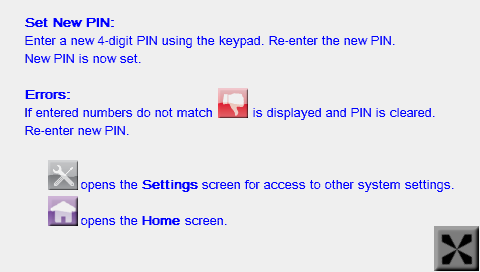 Set New PIN:
Enter a new 4-digit PIN using the keypad. Re-enter the new PIN.
New PIN is now set.
Errors:
If entered numbers do not match is displayed and PIN is cleared.
Re-enter new PIN.
opens the Settings screen for access to other system settings.
opens the Home screen.